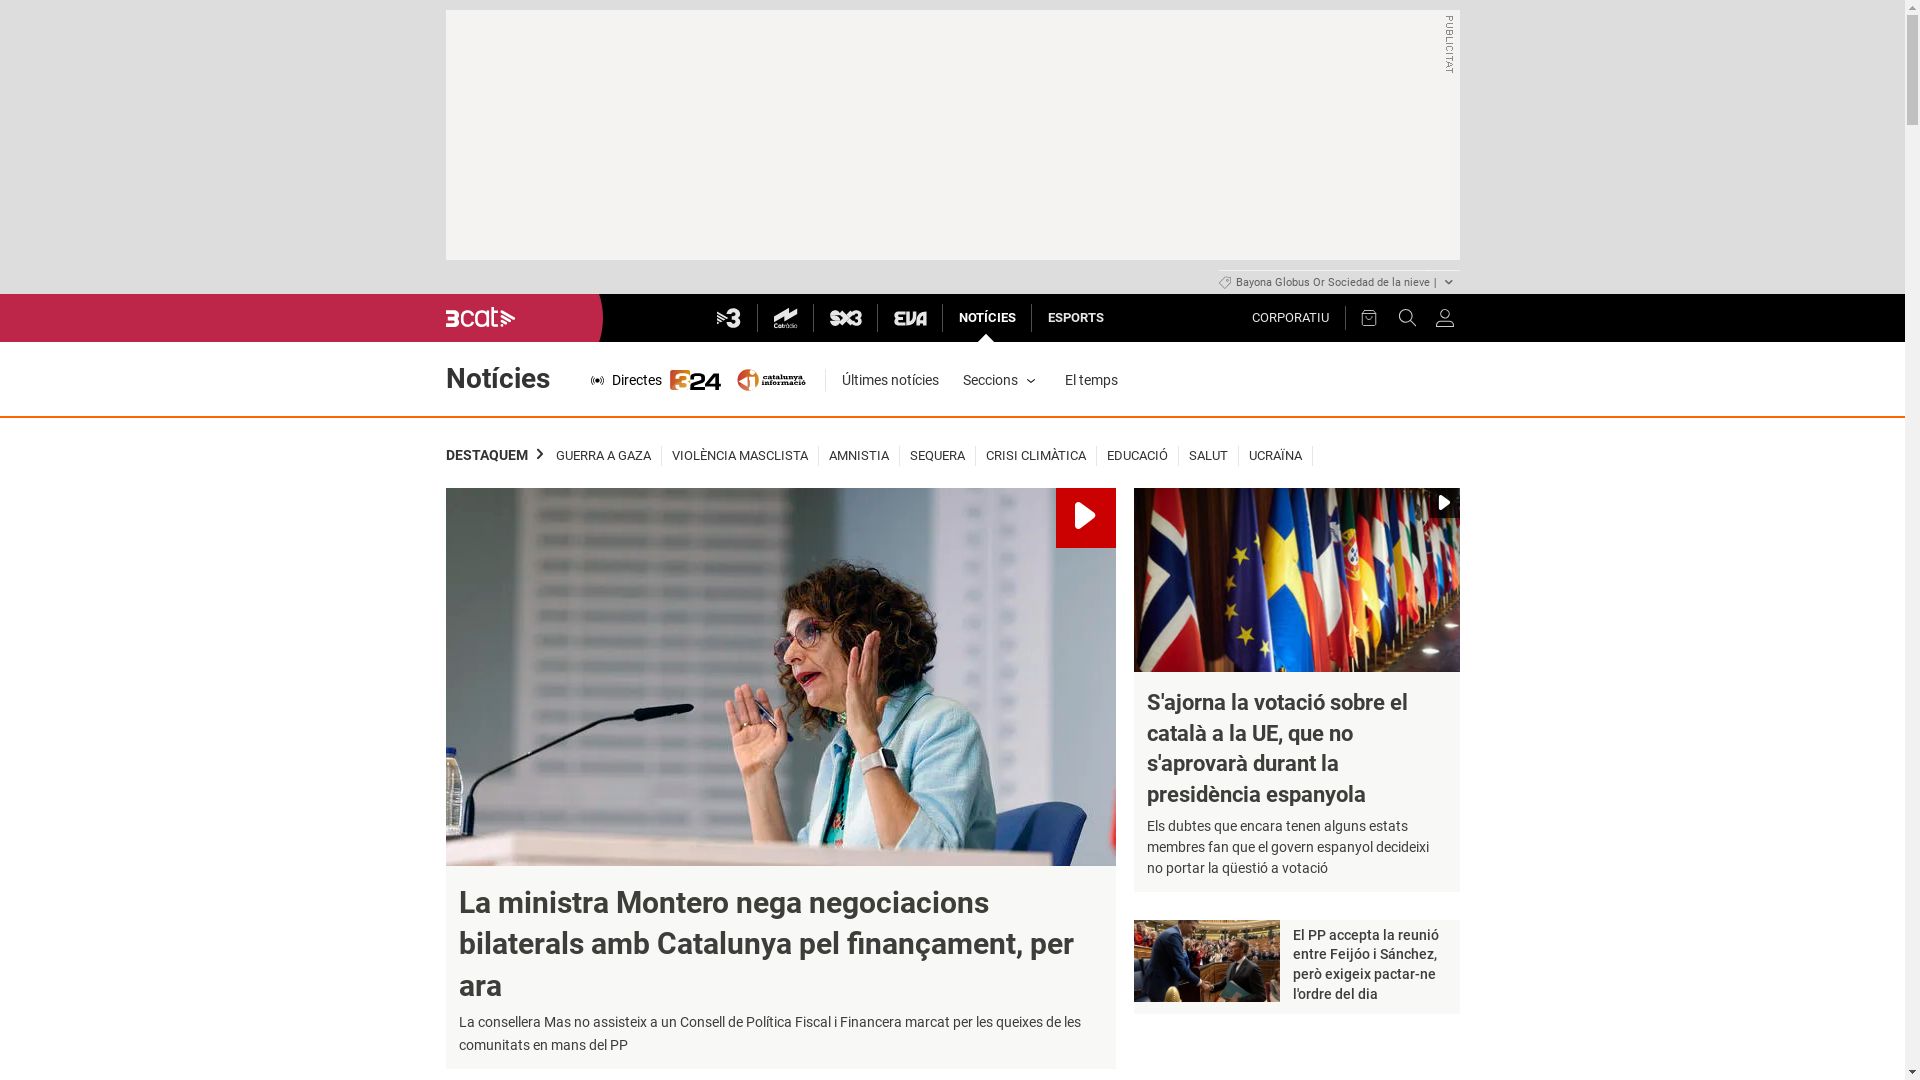 PUBLICITAT
Bayona Globus Or Sociedad de la nieve |
3cat
3
Catràdio
SX3
EVA
NOTÍCIES
ESPORTS
CORPORATIU
Notícies
Directes
324
catalunya
informació
Últimes notícies
Seccions
El temps
DESTAQUEM
GUERRA A GAZA
VIOLÈNCIA MASCLISTA
AMNISTIA
SEQUERA
CRISI CLIMÀTICA
EDUCACIÓ
SALUT
UCRAÏNA
La ministra Montero nega negociacions
bilaterals amb Catalunya pel finançament, per
ara
La consellera Mas no assisteix a un Consell de Política Fiscal i Financera marcat per les queixes de les
comunitats en mans del PP
S'ajorna la votació sobre el
català a la UE, que no
s'aprovarà durant la
presidència espanyola
Els dubtes que encara tenen alguns estats
membres fan que el govern espanyol decideixi
no portar la qüestió a votació
El PP accepta la reunió
entre Feijóo i Sánchez,
però exigeix pactar-ne
l'ordre del dia